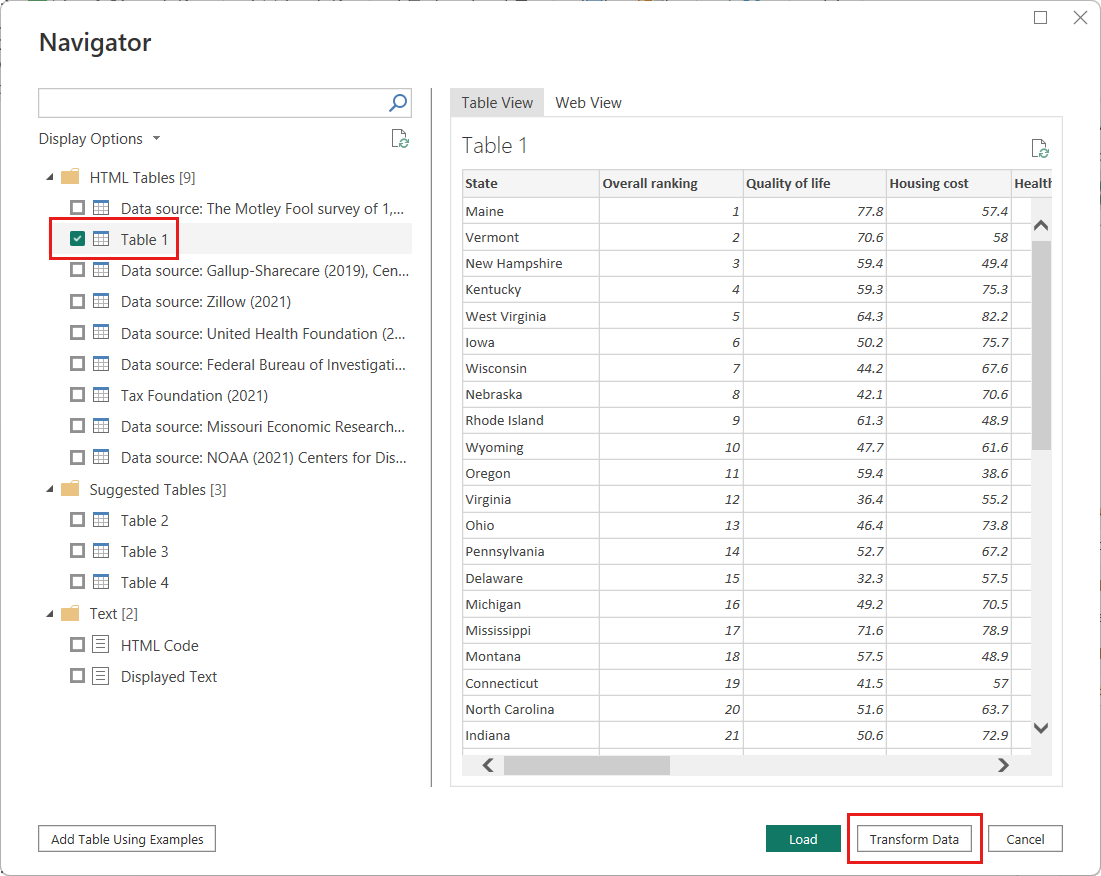 Navigator
Display Options
HTML Tables [9]
Data source: The Motley Fool survey of 1,...
Table 1
Data source: Gallup-Sharecare (2019), Cen...
Data source: Zillow (2021)
Data source: United Health Foundation (2...
Data source: Federal Bureau of Investigati...
Tax Foundation (2021)
Data source: Missouri Economic Research...
Data source: NOAA (2021) Centers for Dis...
Suggested Tables [3]
Table 2
Table 3
Table 4
Text [2]
HTML Code
Displayed Text
Table View Web View
Table 1
State Overall ranking Quality of life Housing cost Health
Maine 1 77.8 57.4
Vermont 2 70.6 58
New Hampshire 3 59.4 49.4
Kentucky 4 59.3 75.3
West Virginia 5 64.3 82.2
Iowa 6 50.2 75.7
Wisconsin 7 44.2 67.6
Nebraska 8 42.1 70.6
Rhode Island 9 61.3 48.9
Wyoming 10 47.7 61.6
Oregon 11 59.4 38.6
Virginia 12 36.4 55.2
Ohio 13 46.4 73.8
Pennsylvania 14 52.7 67.2
Delaware 15 32.3 57.5
Michigan 16 49.2 70.5
Mississippi 17 71.6 78.9
Montana 18 57.5 48.9
Connecticut 19 41.5 57
North Carolina 20 51.6 63.7
Indiana 21 50.6 72.9
Add Table Using Examples
Load Transform Data Cancel